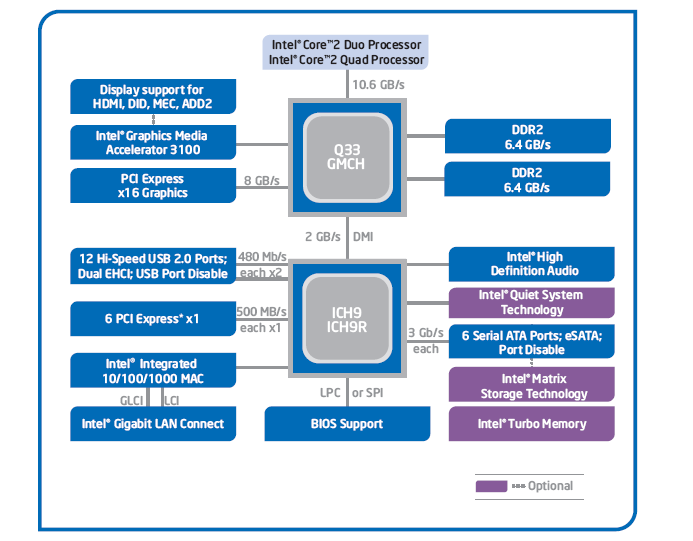 Intel® Core™2 Duo Processor
Intel® Core™2 Quad Processor
10.6 GB/s
Display support for
HDMI, DID, MEC, ADD2
Intel® Graphics Media
Accelerator 3100
PCI Express
x16 Graphics
8 GB/s
Q33
GMCH
DDR2
6.4 GB/s
DDR2
6.4 GB/s
2 GB/s
DMI
12 Hi-Speed USB 2.0 Ports;
Dual EHCI; USB Port Disable
480 Mb/s
each x2
6 PCI Express* x1
500 MB/s
each x1
Intel® Integrated
10/100/1000 MAC
GLCI
LCI
Intel® Gigabit LAN Connect
ICH9
ICH9R
LPC or SPI
BIOS Support
Intel® High
Definition Audio
Intel® Quiet System
Technology
3 Gb/s
each
6 Serial ATA Ports; eSATA;
Port Disable
Intel® Matrix
Storage Technology
Intel® Turbo Memory
Optional